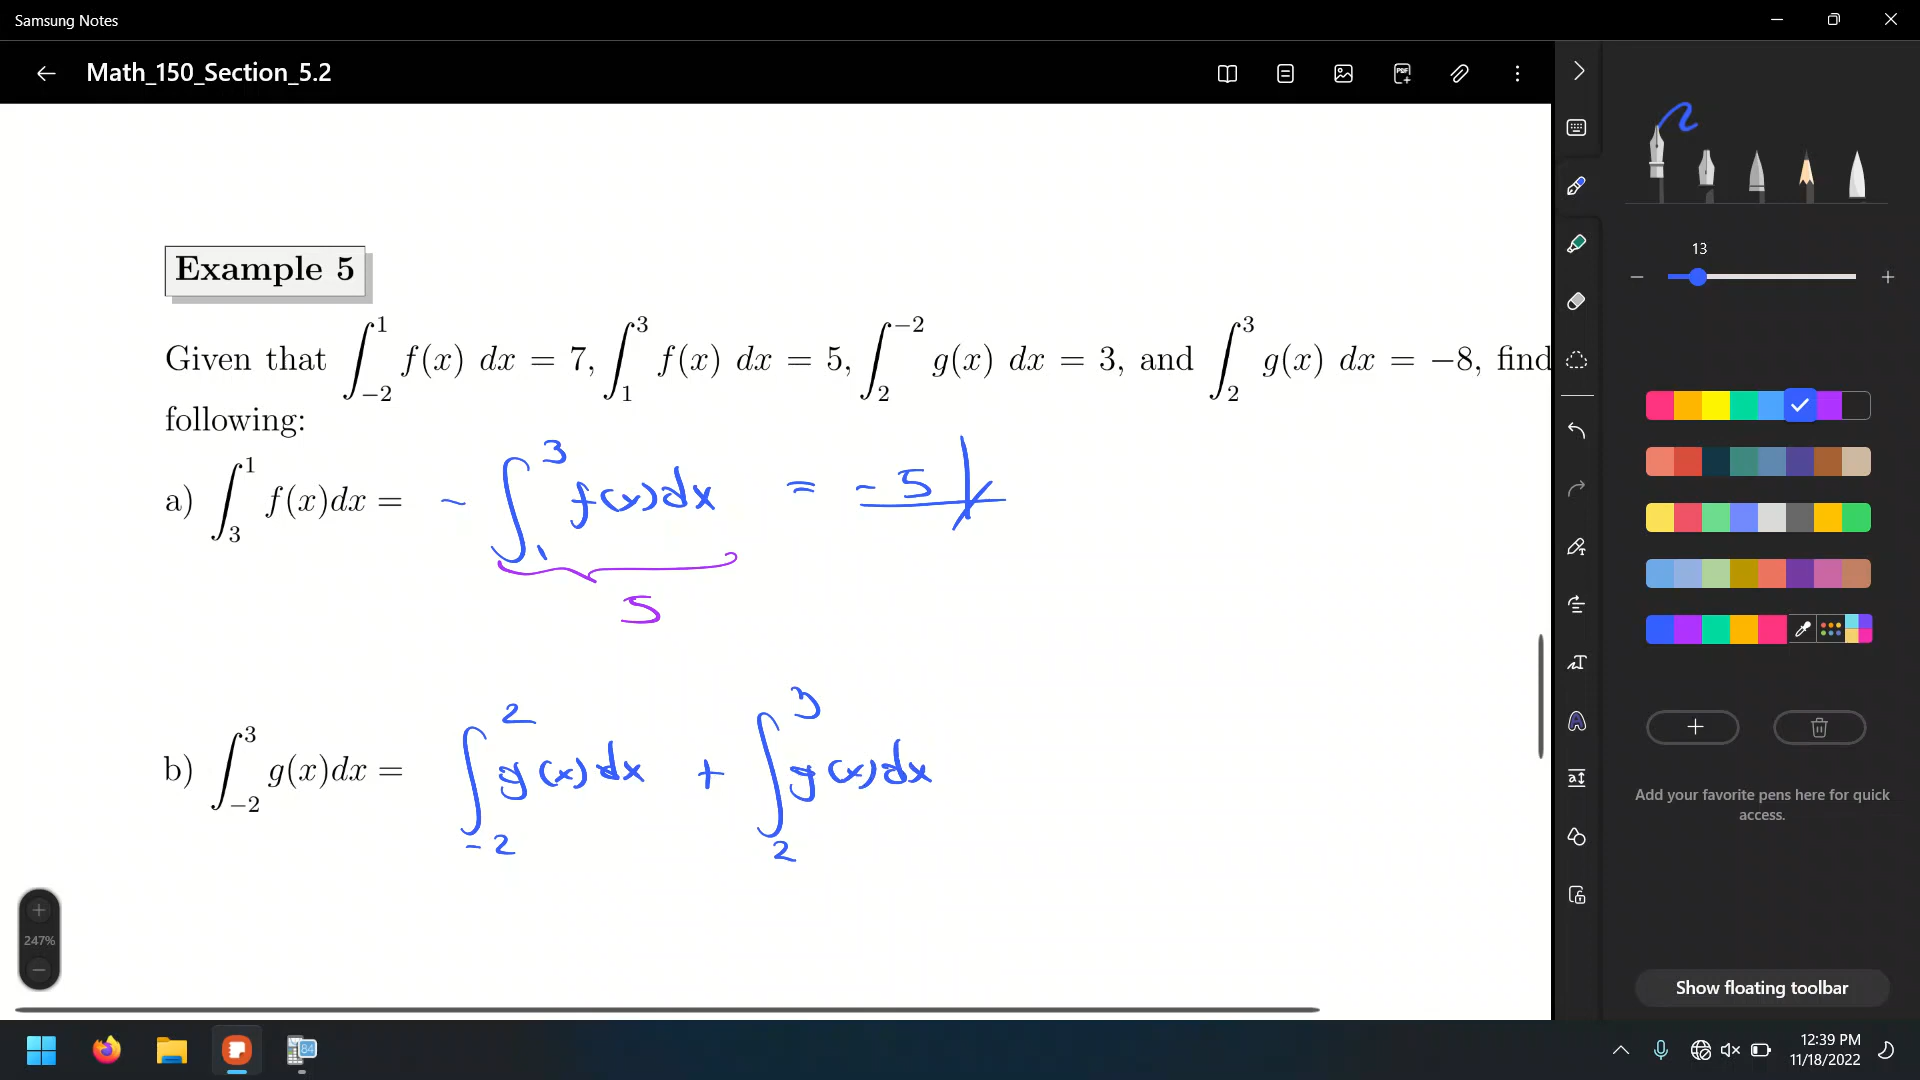 Samsung Notes
Math_150_Section_5.2
Example 5
Given that ∫_{-2}^{1} f(x) dx = 7, ∫_{1}^{3} f(x) dx = 5, ∫_{2}^{-2} g(x) dx = 3, and ∫_{2}^{3} g(x) dx = −8, find
following:
a) ∫_{3}^{1} f(x)dx = - ∫_{1}^{3} f(x)dx = -5
5
b) ∫_{-2}^{3} g(x)dx = ∫_{-2}^{2} g(x)dx + ∫_{2}^{3} g(x)dx
247%
PDF
13
Add your favorite pens here for quick
access.
Show floating toolbar
84
12:39 PM
11/18/2022